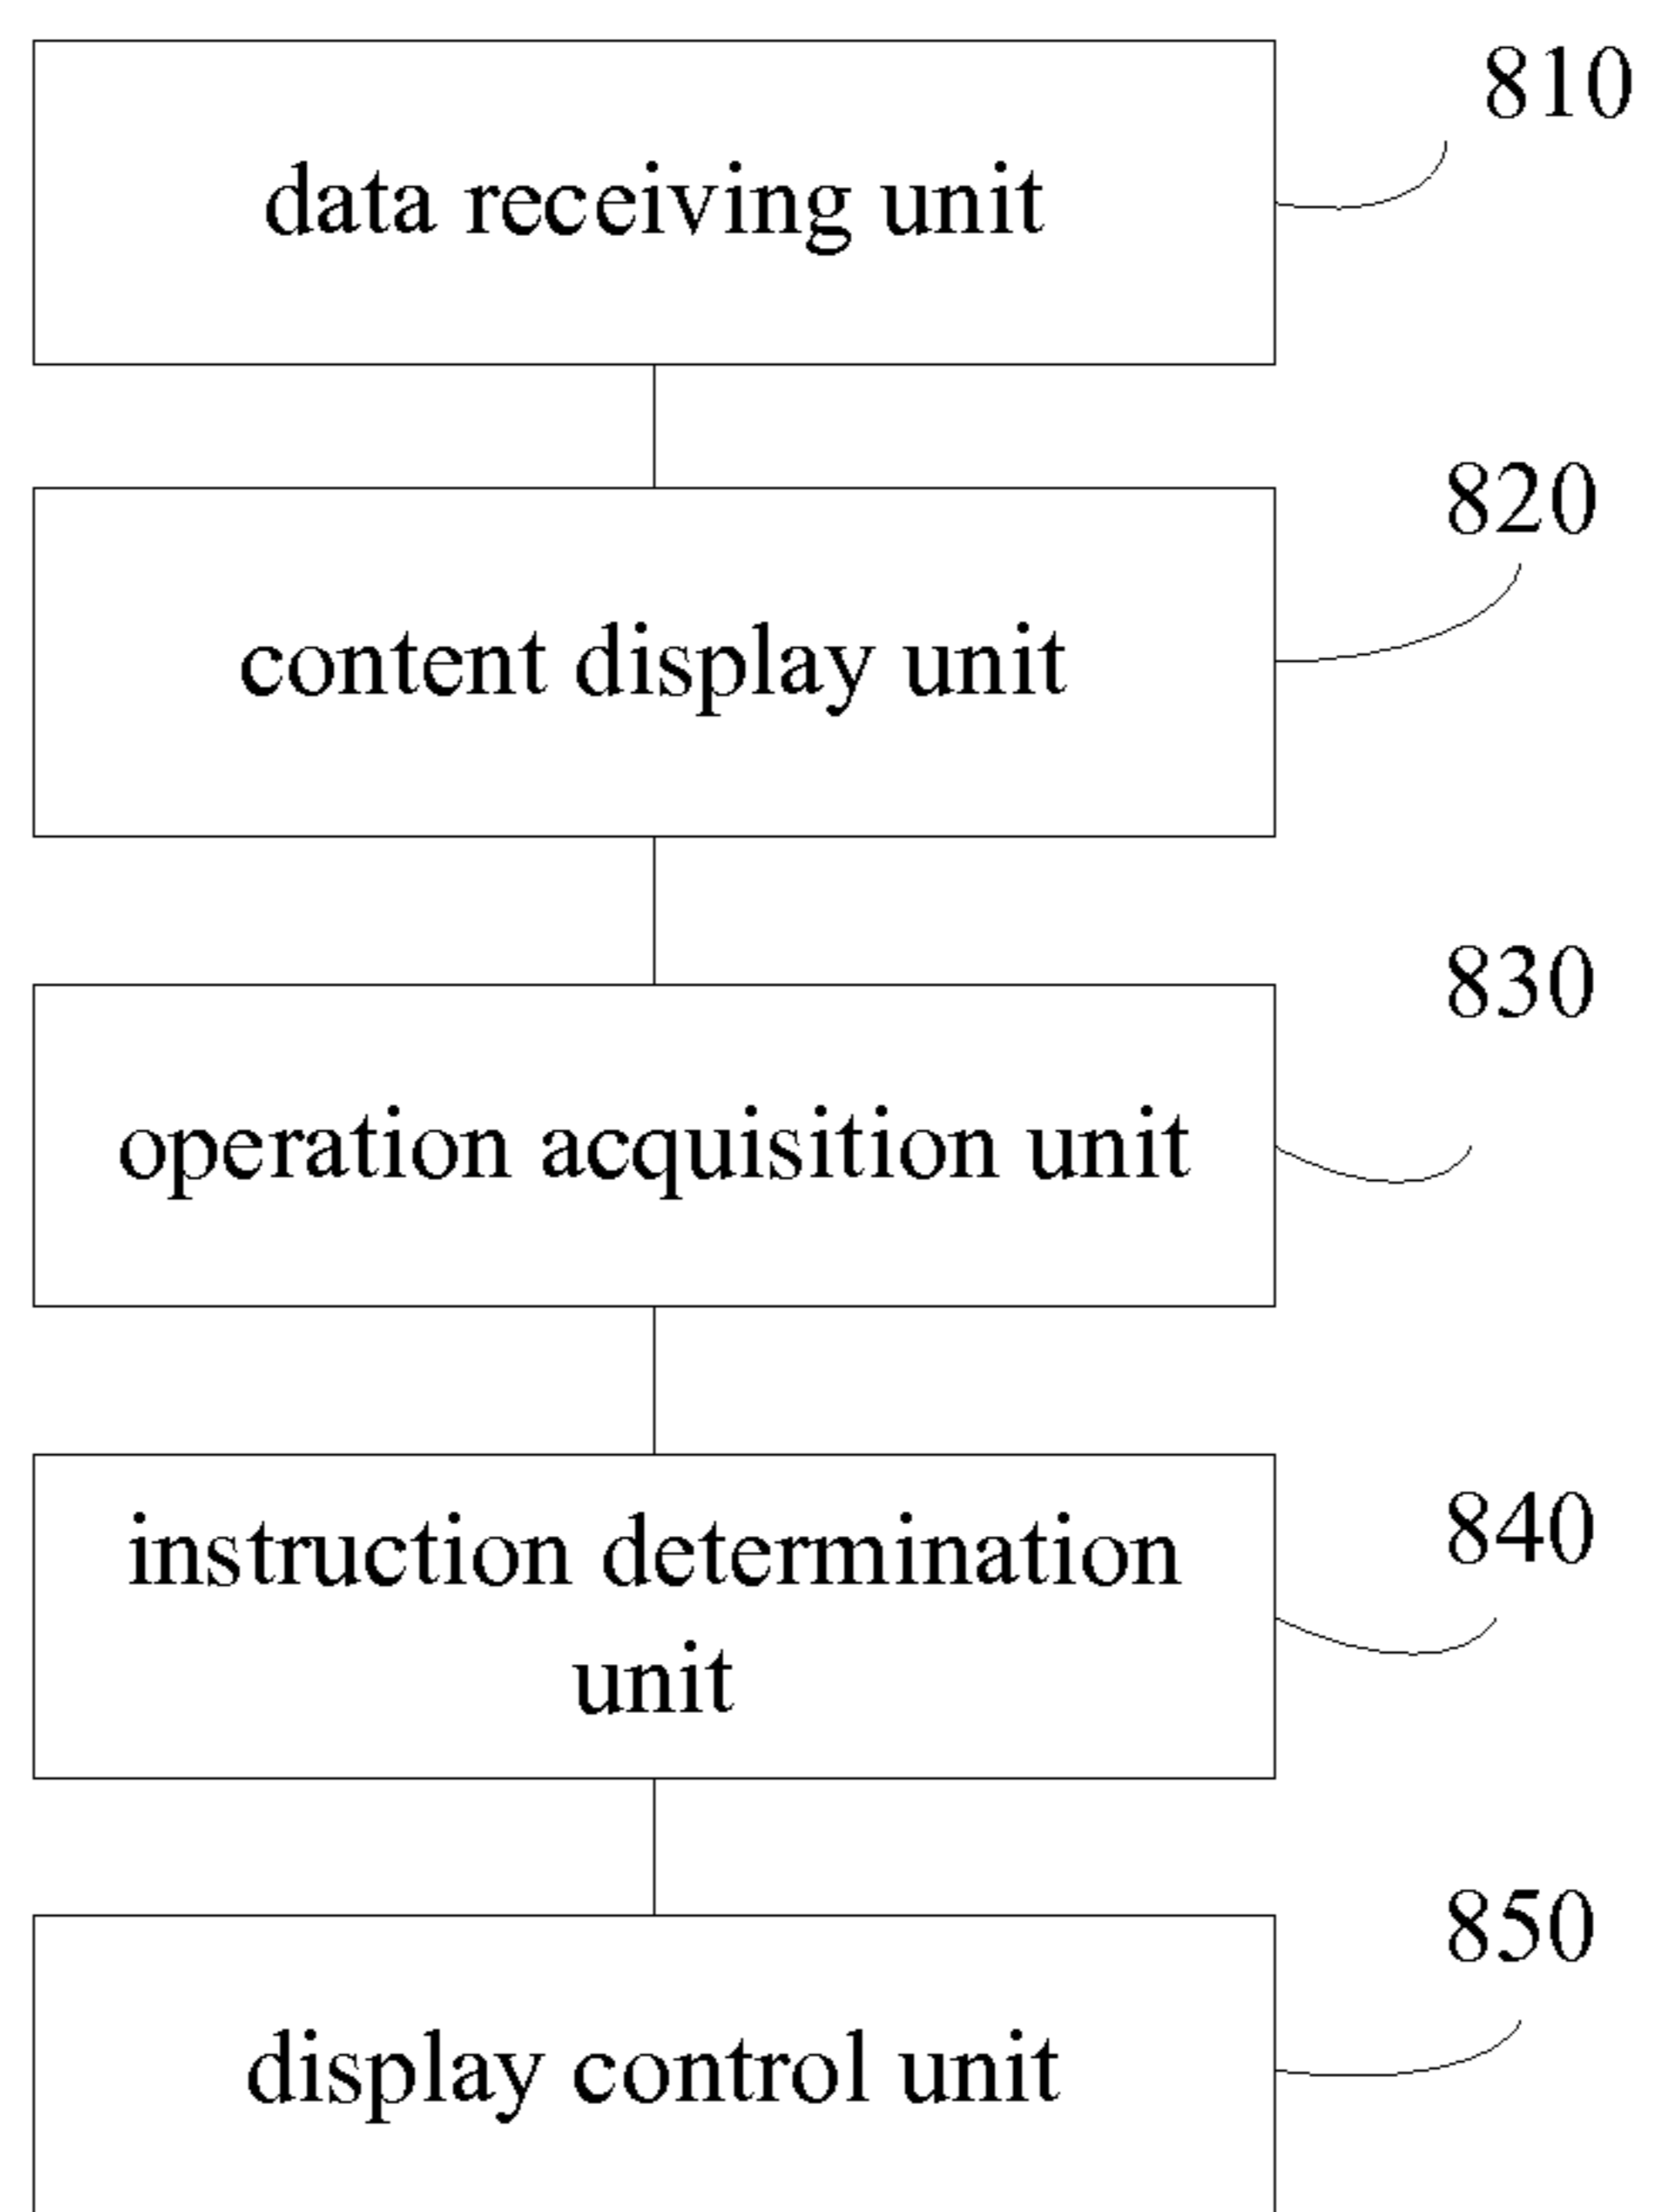 810
data receiving unit
820
content display unit
830
operation acquisition unit
840
instruction determination
unit
850
display control unit